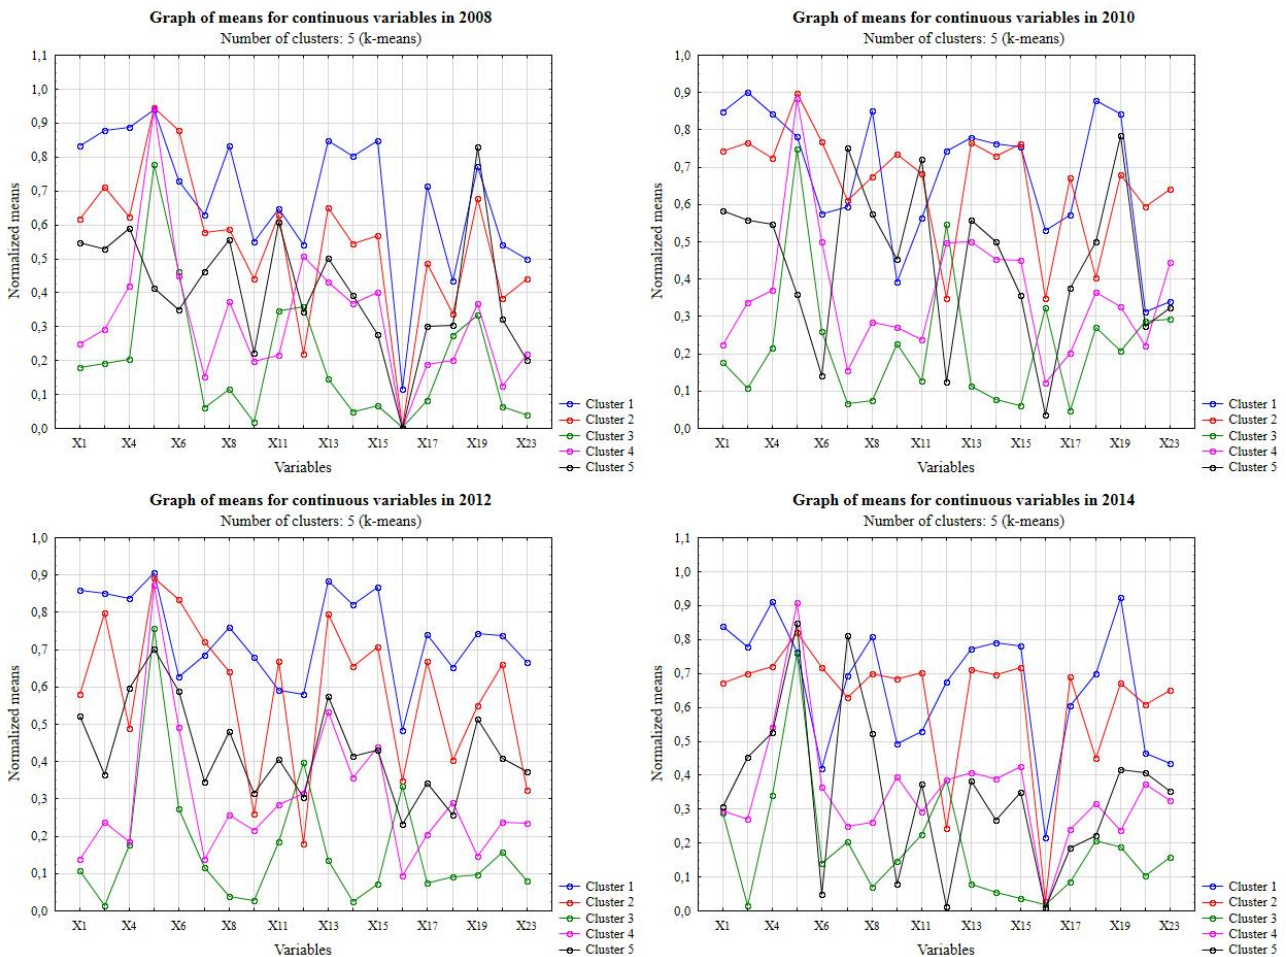 Graph of means for continuous variables in 2008
Number of clusters: 5 (k-means)
1,1
1,0
0,9
0,8
0,7
0,6
0,5
0,4
0,3
0,2
0,1
0,0
Normalized means
X1 X4 X6 X8 X11 X13 X15 X17 X19 X23
Variables
Cluster 1
Cluster 2
Cluster 3
Cluster 4
Cluster 5
Graph of means for continuous variables in 2010
Number of clusters: 5 (k-means)
1,0
0,9
0,8
0,7
0,6
0,5
0,4
0,3
0,2
0,1
0,0
Normalized means
X1 X4 X6 X8 X11 X13 X15 X17 X19 X23
Variables
Cluster 1
Cluster 2
Cluster 3
Cluster 4
Cluster 5
Graph of means for continuous variables in 2012
Number of clusters: 5 (k-means)
1,0
0,9
0,8
0,7
0,6
0,5
0,4
0,3
0,2
0,1
0,0
Normalized means
X1 X4 X6 X8 X11 X13 X15 X17 X19 X23
Variables
Cluster 1
Cluster 2
Cluster 3
Cluster 4
Cluster 5
Graph of means for continuous variables in 2014
Number of clusters: 5 (k-means)
1,1
1,0
0,9
0,8
0,7
0,6
0,5
0,4
0,3
0,2
0,1
0,0
Normalized means
X1 X4 X6 X8 X11 X13 X15 X17 X19 X23
Variables
Cluster 1
Cluster 2
Cluster 3
Cluster 4
Cluster 5